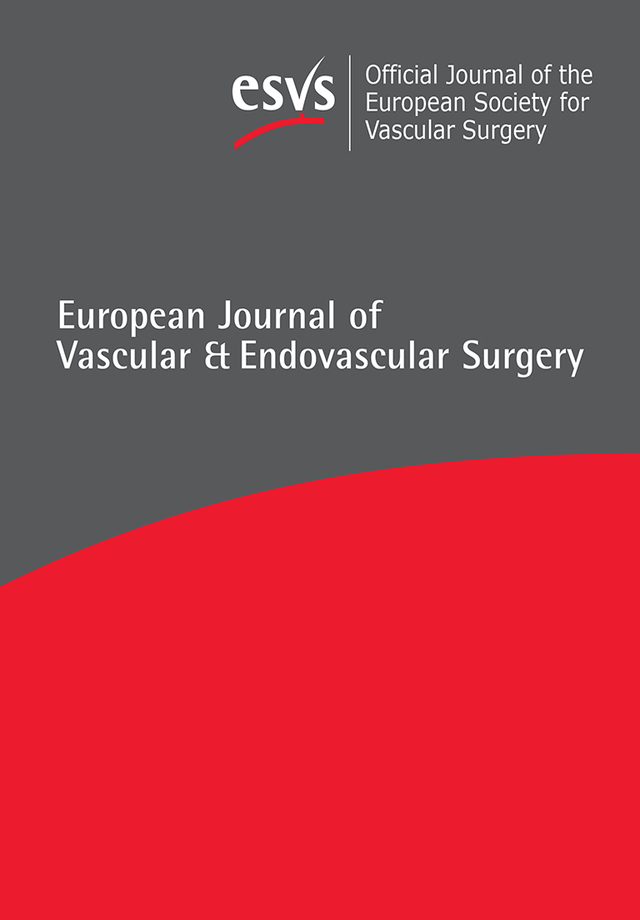 esvs
Official Journal of the
European Society for
Vascular Surgery
European Journal of
Vascular & Endovascular Surgery